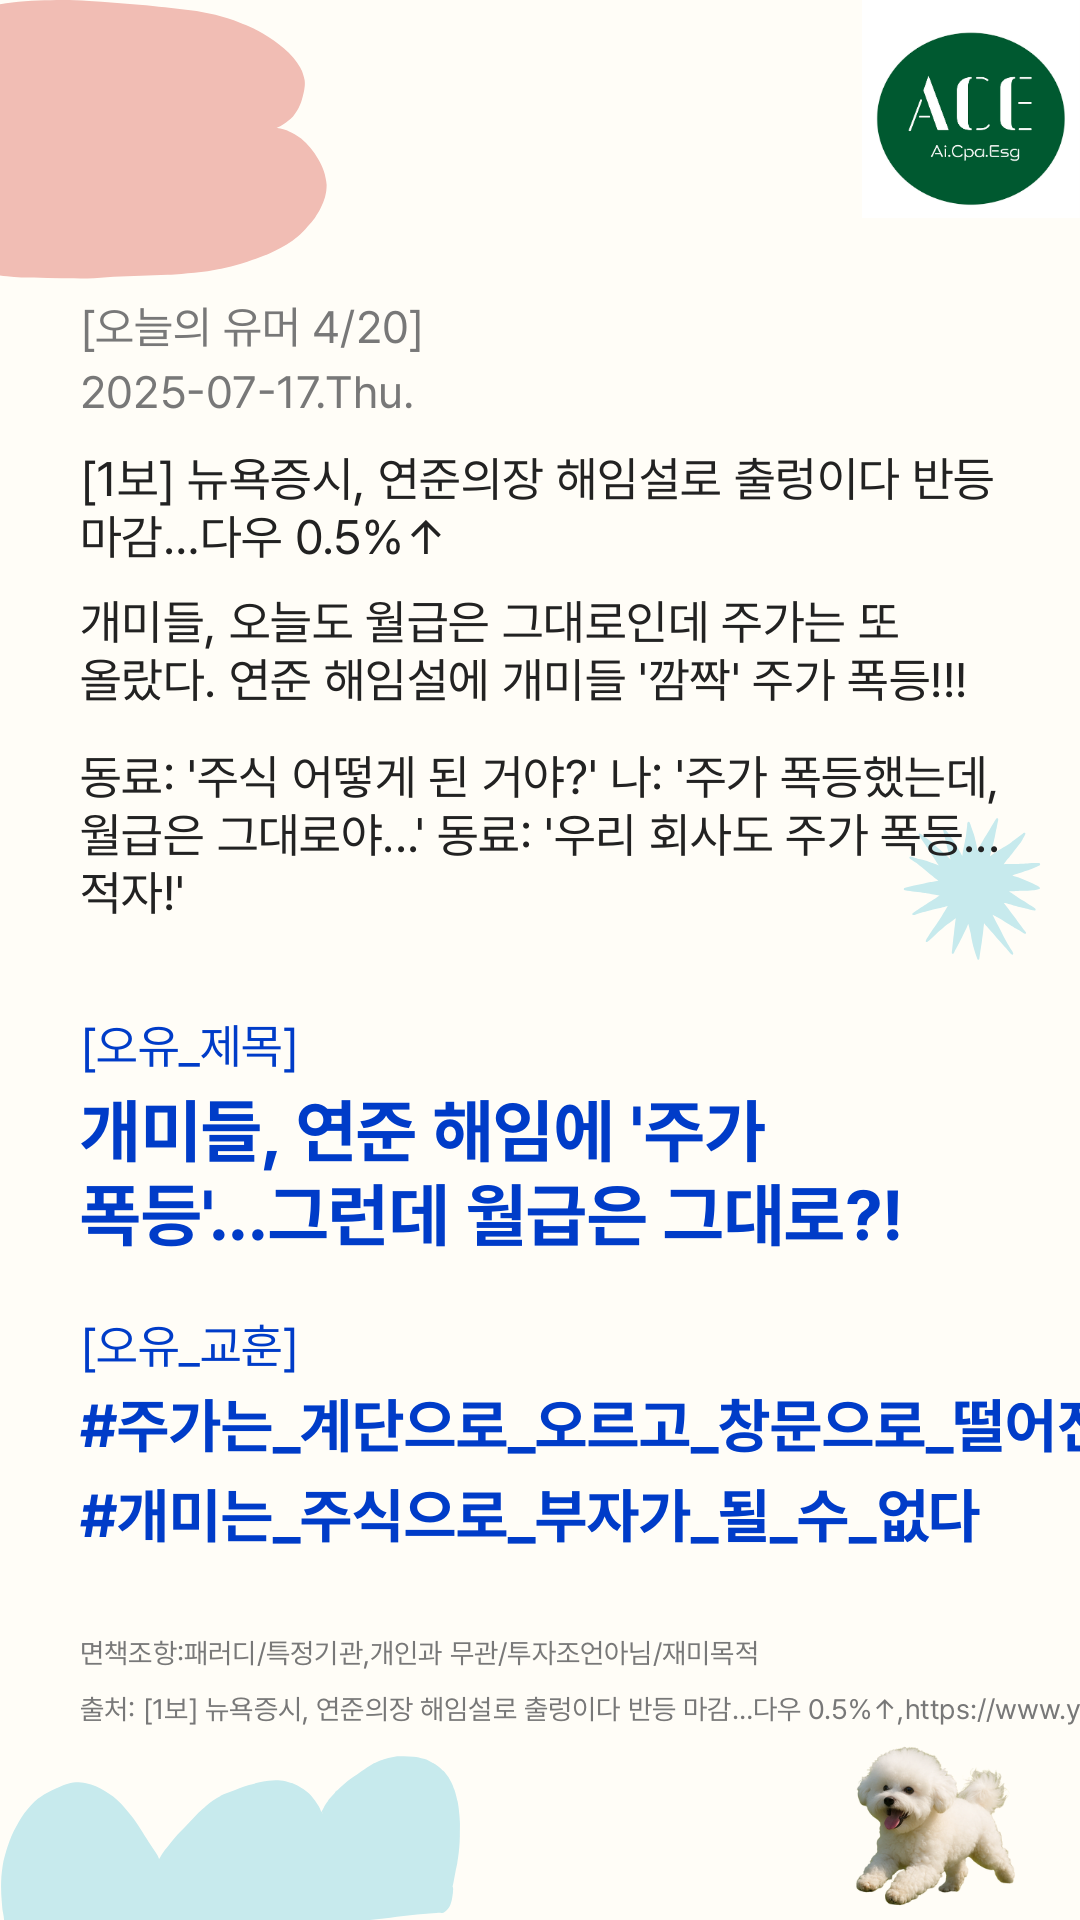 ACE
Ai.Cpa.Esg
[오늘의 유머 4/20]
2025-07-17.Thu.
[1보] 뉴욕증시, 연준의장 해임설로 출렁이다 반등
마감...다우 0.5%↑
개미들, 오늘도 월급은 그대로인데 주가는 또
올랐다. 연준 해임설에 개미들 '깜짝' 주가 폭등!!!
동료: '주식 어떻게 된 거야?' 나: '주가 폭등했는데,
월급은 그대로야...' 동료: '우리 회사도 주가 폭등...
적자!'
[오유_제목]
개미들, 연준 해임에 '주가
폭등'...그런데 월급은 그대로?!
[오유_교훈]
#주가는_계단으로_오르고_창문으로_떨어진
#개미는_주식으로_부자가_될_수_없다
면책조항:패러디/특정기관,개인과 무관/투자조언아님/재미목적
출처: [1보] 뉴욕증시, 연준의장 해임설로 출렁이다 반등 마감...다우 0.5%↑,https://www.y